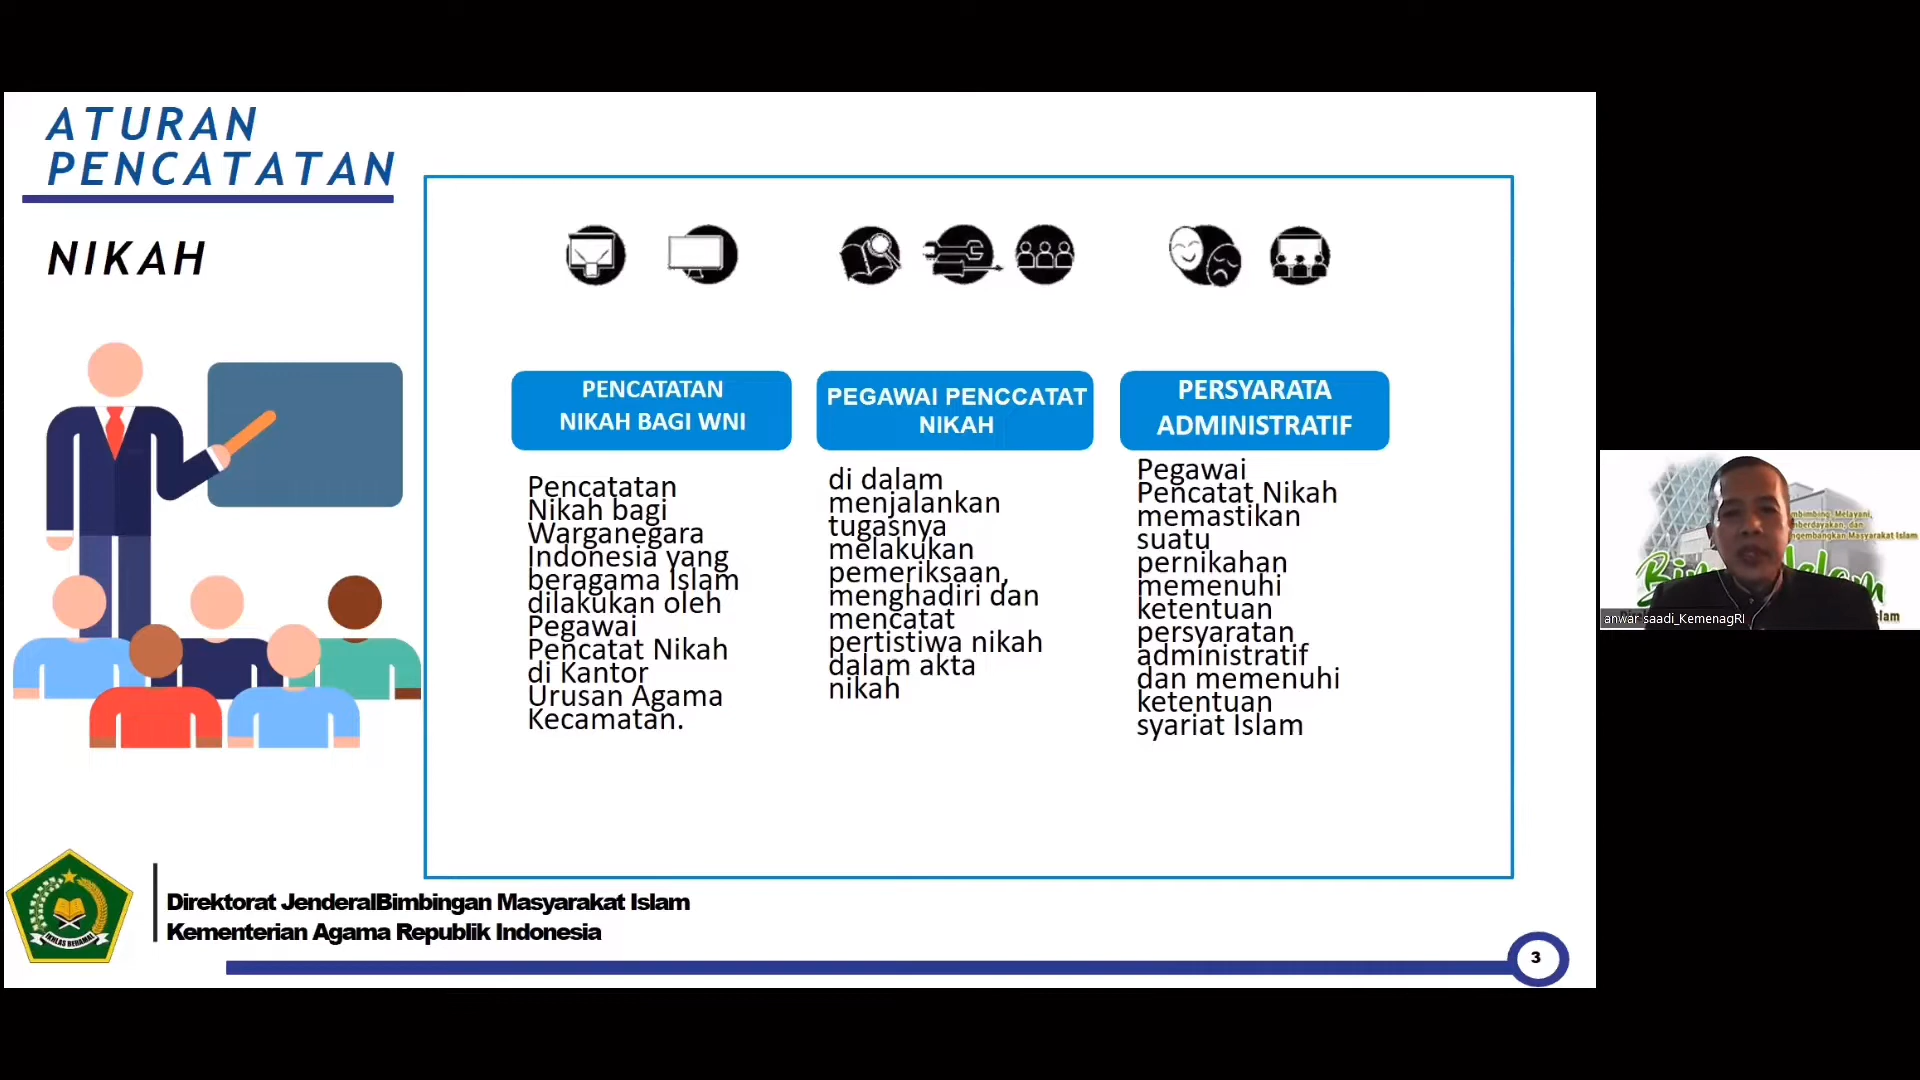 ATURAN
PENCATATAN
NIKAH
PENCATATAN
NIKAH BAGI WNI
Pencatatan
Nikah bagi
Warganegara
Indonesia yang
beragama Islam
dilakukan oleh
Pegawai
Pencatat Nikah
di Kantor
Urusan Agama
Kecamatan.
PEGAWAI PENCCATAT
NIKAH
di dalam
menjalankan
tugasnya
melakukan
pemeriksaan,
menghadiri dan
mencatat
pertistiwa nikah
dalam akta
nikah
PERSYARATA
ADMINISTRATIF
Pegawai
Pencatat Nikah
memastikan
suatu
pernikahan
memenuhi
ketentuan
persyaratan
administratif
dan memenuhi
ketentuan
syariat Islam
IKHLAS BERAMAL
Direktorat JenderalBimbingan Masyarakat Islam
Kementerian Agama Republik Indonesia
3
anwar saadi_KemenagRI